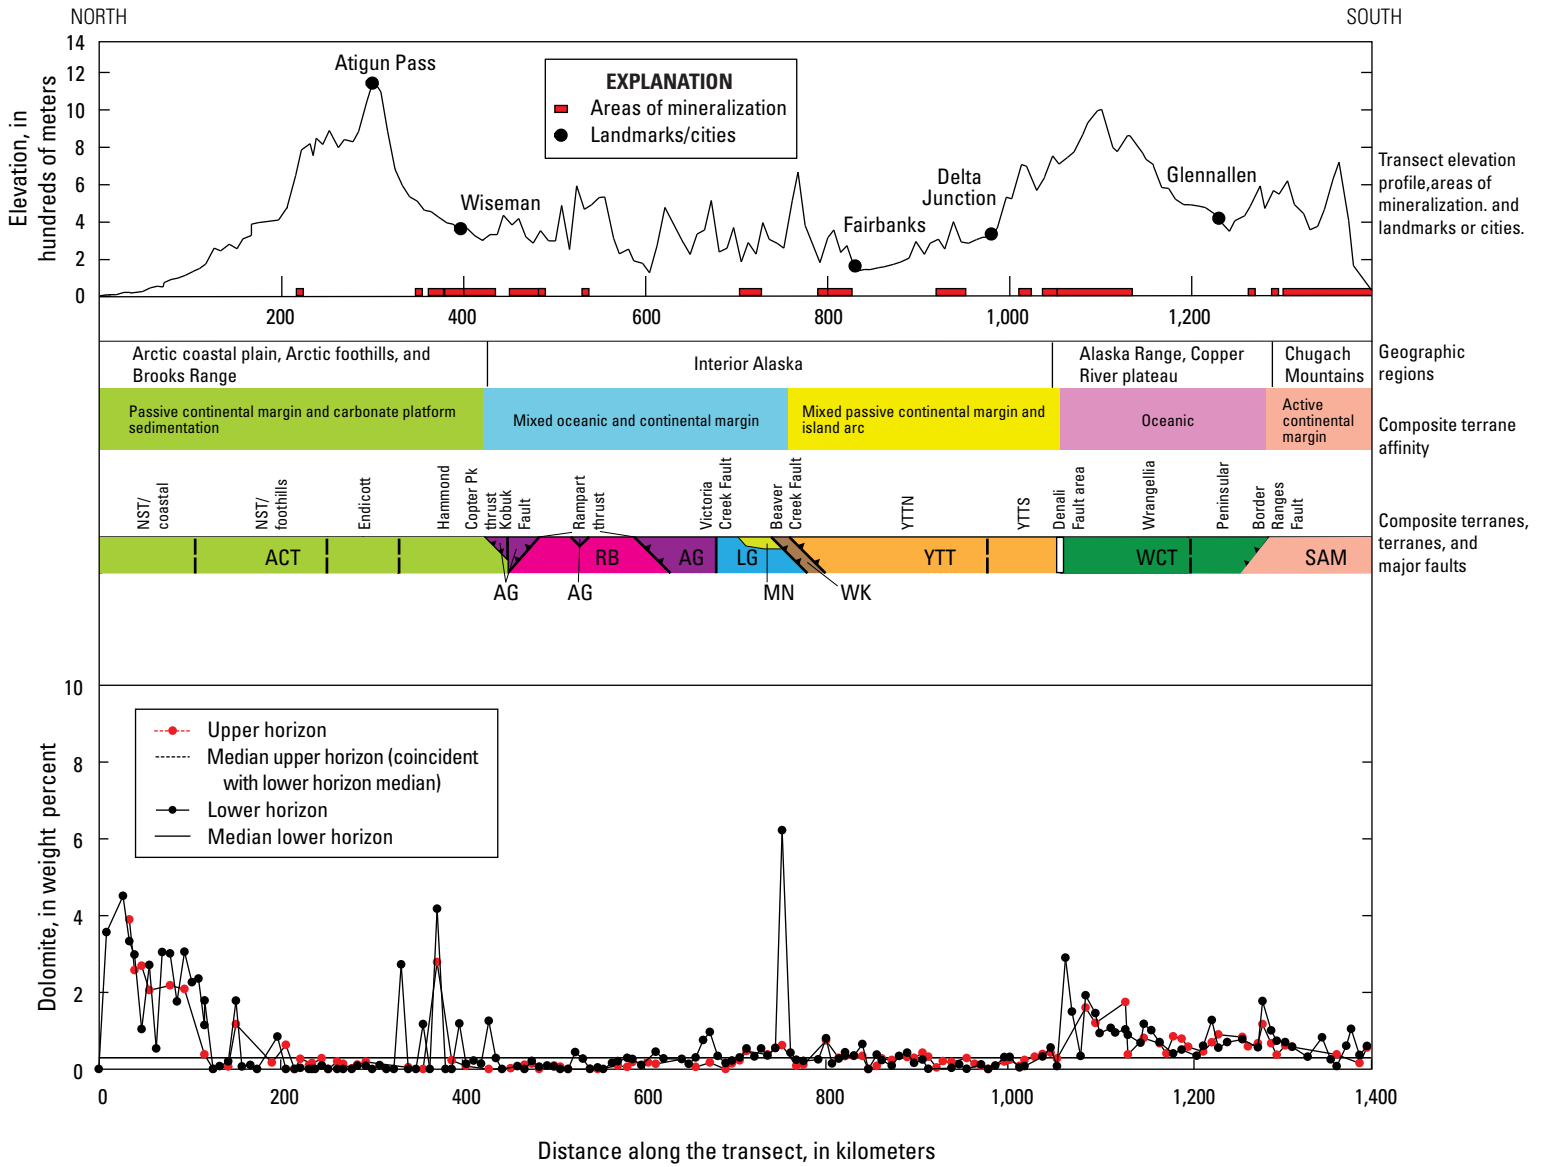 NORTH
SOUTH
14
12
10
8
6
4
2
0
Elevation, in
hundreds of meters
Atigun Pass
Wiseman
Fairbanks
Delta
Junction
Glennallen
EXPLANATION
Areas of mineralization
Landmarks/cities
Transect elevation
profile,areas of
mineralization. and
landmarks or cities.
200
400
600
800
1,000
1,200
Arctic coastal plain, Arctic foothills, and
Brooks Range
Interior Alaska
Alaska Range, Copper
River plateau
Chugach
Mountains
Geographic
regions
Passive continental margin and carbonate platform
sedimentation
Mixed oceanic and continental margin
Mixed passive continental margin and
island arc
Oceanic
Active
continental
margin
Composite terrane
affinity
NST/
coastal
NST/
foothills
Endicott
Hammond
Copter Pk
thrust
Kobuk
Fault
Rampart
thrust
Victoria
Creek Fault
Beaver
Creek Fault
YTTN
YTTS
Denali
Fault area
Wrangellia
Peninsular
Border
Ranges
Fault
Composite terranes,
terranes, and
major faults
ACT
RB
AG
LG
YTT
WCT
SAM
AG
AG
MN
WK
10
8
6
4
2
0
Dolomite, in weight percent
Upper horizon
Median upper horizon (coincident
with lower horizon median)
Lower horizon
Median lower horizon
0
200
400
600
800
1,000
1,200
1,400
Distance along the transect, in kilometers